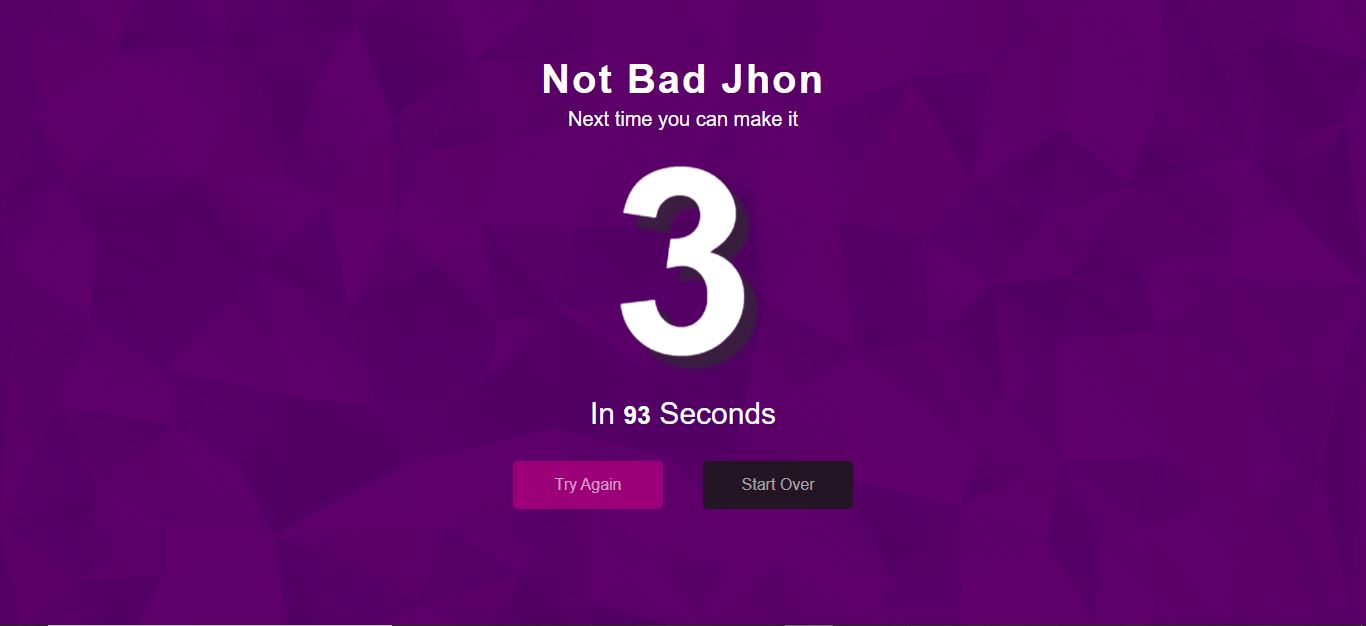 Not Bad Jhon
Next time you can make it
3
In 93 Seconds
Try Again
Start Over